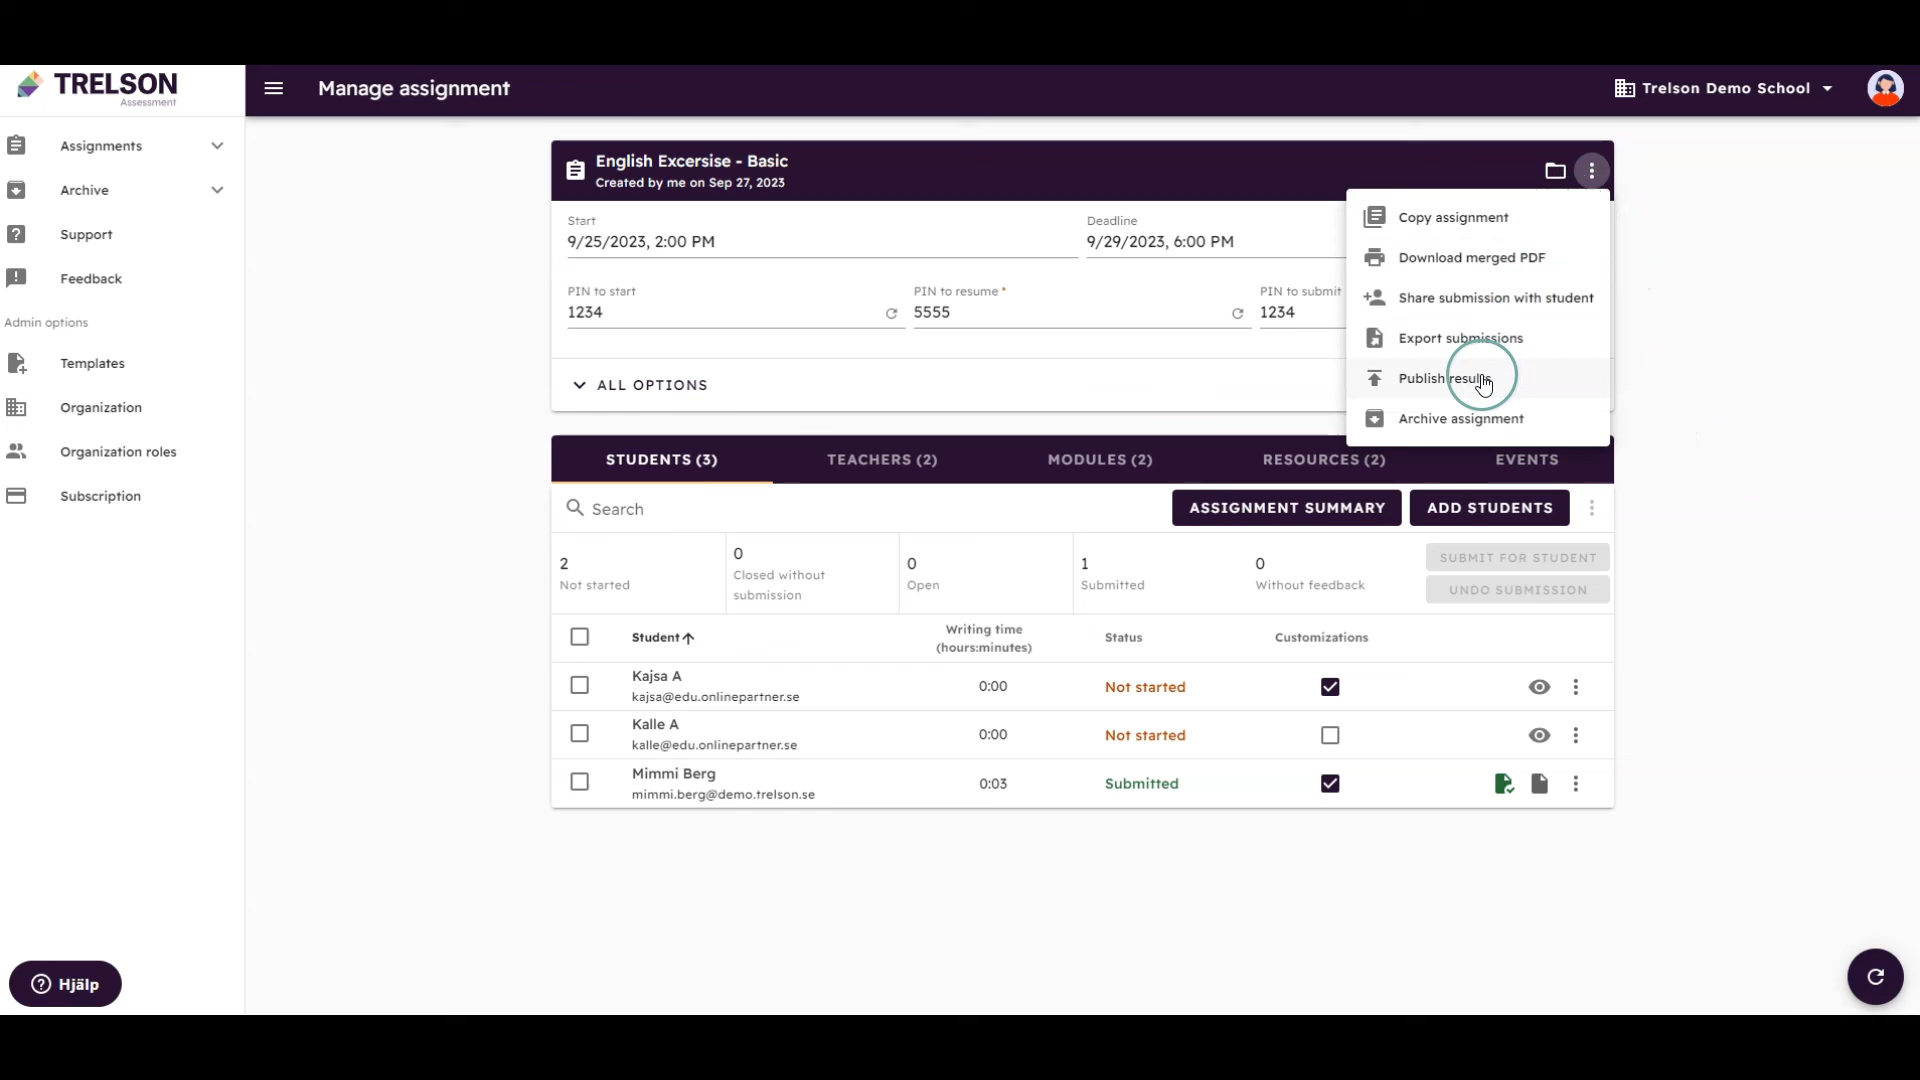 TRELSON
Assessment
Manage assignment
Trelson Demo School
Assignments
Archive
Support
Feedback
Admin options
Templates
Organization
Organization roles
Subscription
Hjälp
English Excersise - Basic
Created by me on Sep 27, 2023
Start
9/25/2023, 2:00 PM
Deadline
9/29/2023, 6:00 PM
PIN to start
1234
PIN to resume *
5555
PIN to submit
1234
ALL OPTIONS
Copy assignment
Download merged PDF
Share submission with student
Export submissions
Publish results
Archive assignment
STUDENTS (3) TEACHERS (2) MODULES (2) RESOURCES (2) EVENTS
Search
ASSIGNMENT SUMMARY
ADD STUDENTS
2
Not started
0
Closed without
submission
0
Open
1
Submitted
0
Without feedback
SUBMIT FOR STUDENT
UNDO SUBMISSION
Student
Writing time
(hours:minutes)
Status
Customizations
Kajsa A
kajsa@edu.onlinepartner.se
0:00
Not started
Kalle A
kalle@edu.onlinepartner.se
0:00
Not started
Mimmi Berg
mimmi.berg@demo.trelson.se
0:03
Submitted